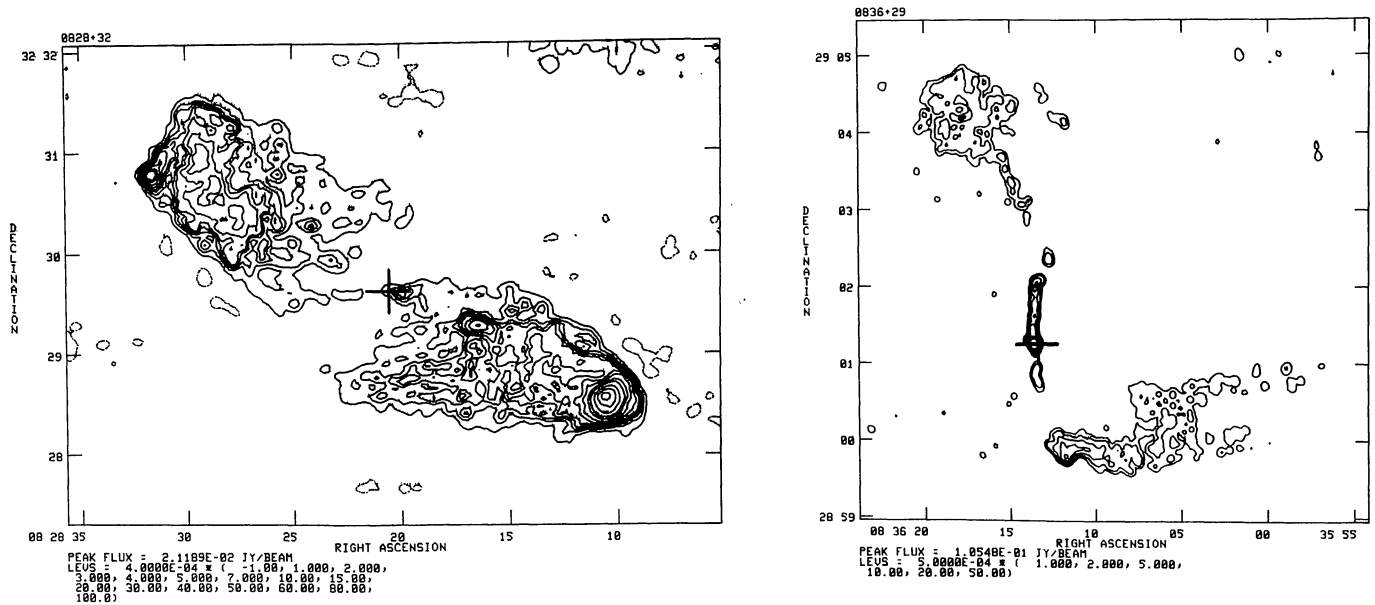 0828+32
32 32
31
30
29
28
DECLINATION
08 28 35
30
25
20
15
10
RIGHT ASCENSION
PEAK FLUX = 2.1189E-02 JY/BEAM
LEVS = 4.0000E-04 * ( -1.00, 1.000, 2.000,
3.000, 4.000, 5.000, 7.000, 10.00, 15.00,
20.00, 30.00, 40.00, 50.00, 60.00, 80.00,
100.0)
0836+29
29 05
04
03
02
01
00
28 59
DECLINATION
08 36 20
15
10
05
00
35 55
RIGHT ASCENSION
PEAK FLUX = 1.0540E-01 JY/BEAM
LEVS = 5.0000E-04 * ( 1.000, 2.000, 5.000,
10.00, 20.00, 50.00)